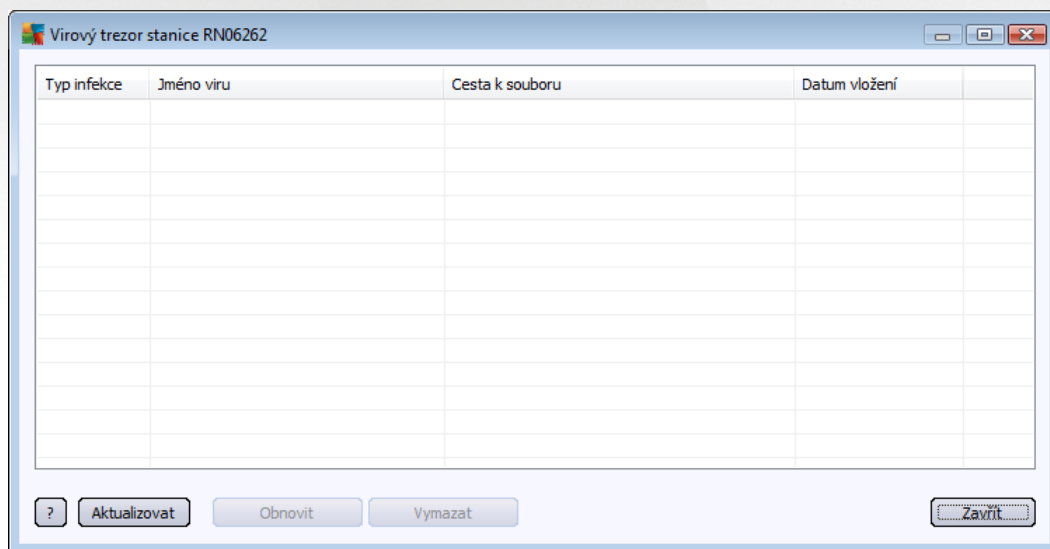 Virový trezor stanice RN06262
Typ infekce Jméno viru Cesta k souboru Datum vložení
? Aktualizovat Obnovit Vymazat Zavřít